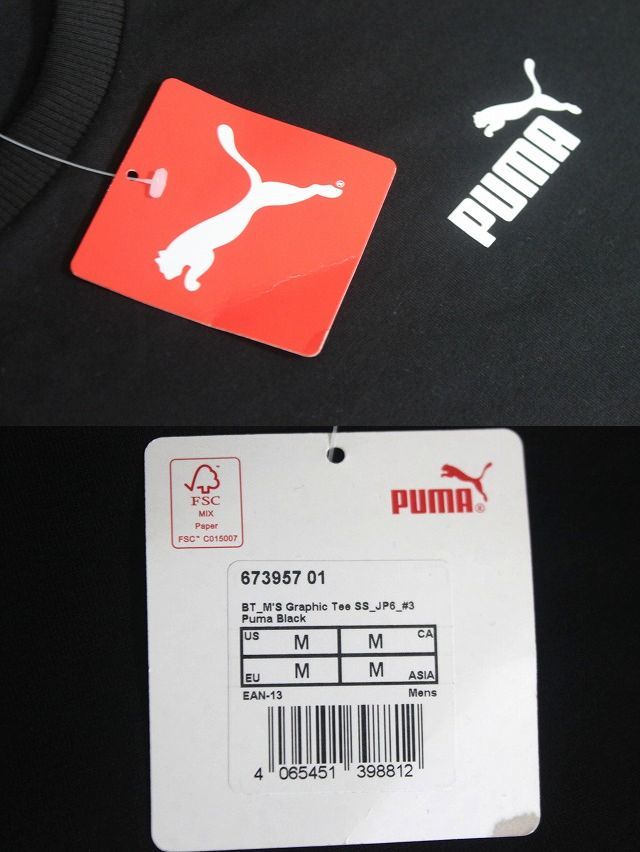 PUMA
®
FSC
MIX
Paper
FSC™ C015007
PUMA®
673957 01
BT_M'S Graphic Tee SS_JP6_#3
Puma Black
US M M CA
EU M M ASIA
EAN-13 Mens
4 065451 398812